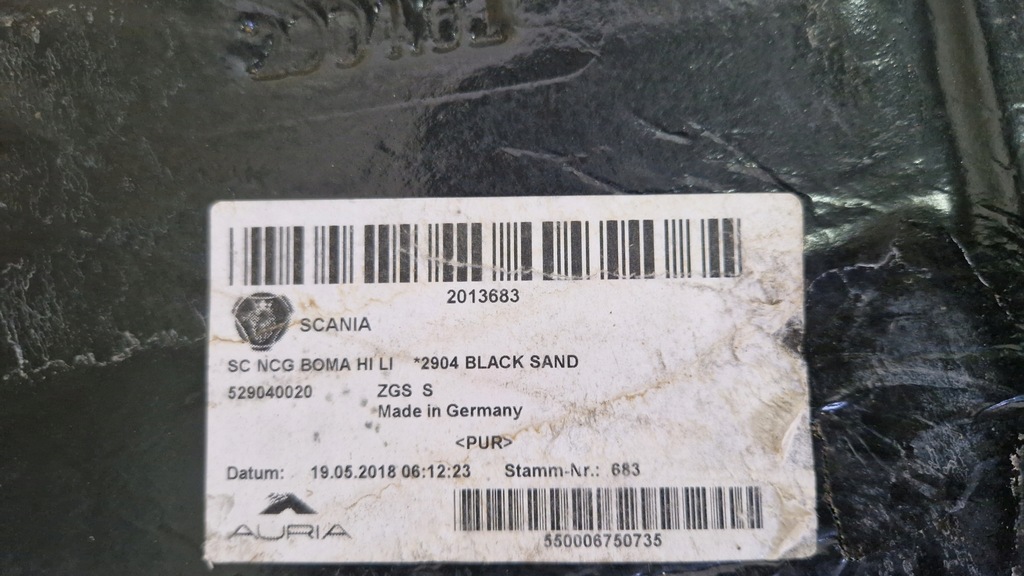 2013683
SCANIA
SC NCG BOMA HI LI *2904 BLACK SAND
529040020 ZGS S
Made in Germany
<PUR>
Datum: 19.05.2018 06:12:23 Stamm-Nr.: 683
AURIA
550006750735